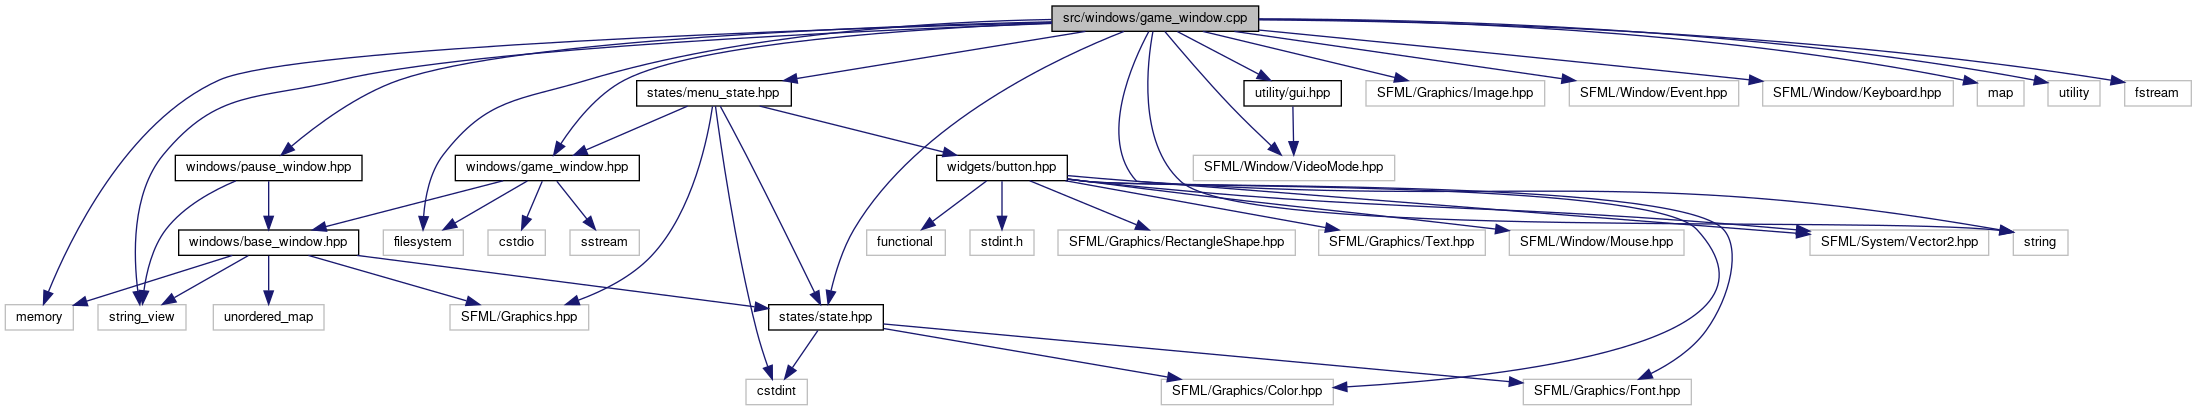 src/windows/game_window.cpp
states/menu_state.hpp
utility/gui.hpp
SFML/Graphics/Image.hpp
SFML/Window/Event.hpp
SFML/Window/Keyboard.hpp
map
utility
fstream
windows/pause_window.hpp
windows/game_window.hpp
widgets/button.hpp
SFML/Window/VideoMode.hpp
windows/base_window.hpp
filesystem
cstdio
sstream
functional
stdint.h
SFML/Graphics/RectangleShape.hpp
SFML/Graphics/Text.hpp
SFML/Window/Mouse.hpp
SFML/System/Vector2.hpp
string
memory
string_view
unordered_map
SFML/Graphics.hpp
states/state.hpp
cstdint
SFML/Graphics/Color.hpp
SFML/Graphics/Font.hpp